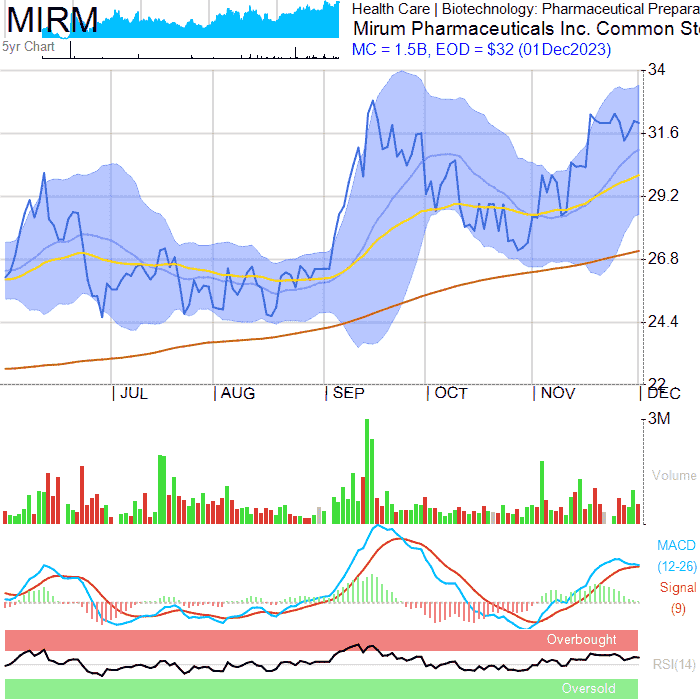 MIRM
5yr Chart
Health Care | Biotechnology: Pharmaceutical Prepara
Mirum Pharmaceuticals Inc. Common Sto
MC = 1.5B, EOD = $32 (01Dec2023)
34
31.6
29.2
26.8
24.4
22
JUL AUG SEP OCT NOV DEC
3M
Volume
MACD
(12-26)
Signal
(9)
Overbought
RSI(14)
Oversold